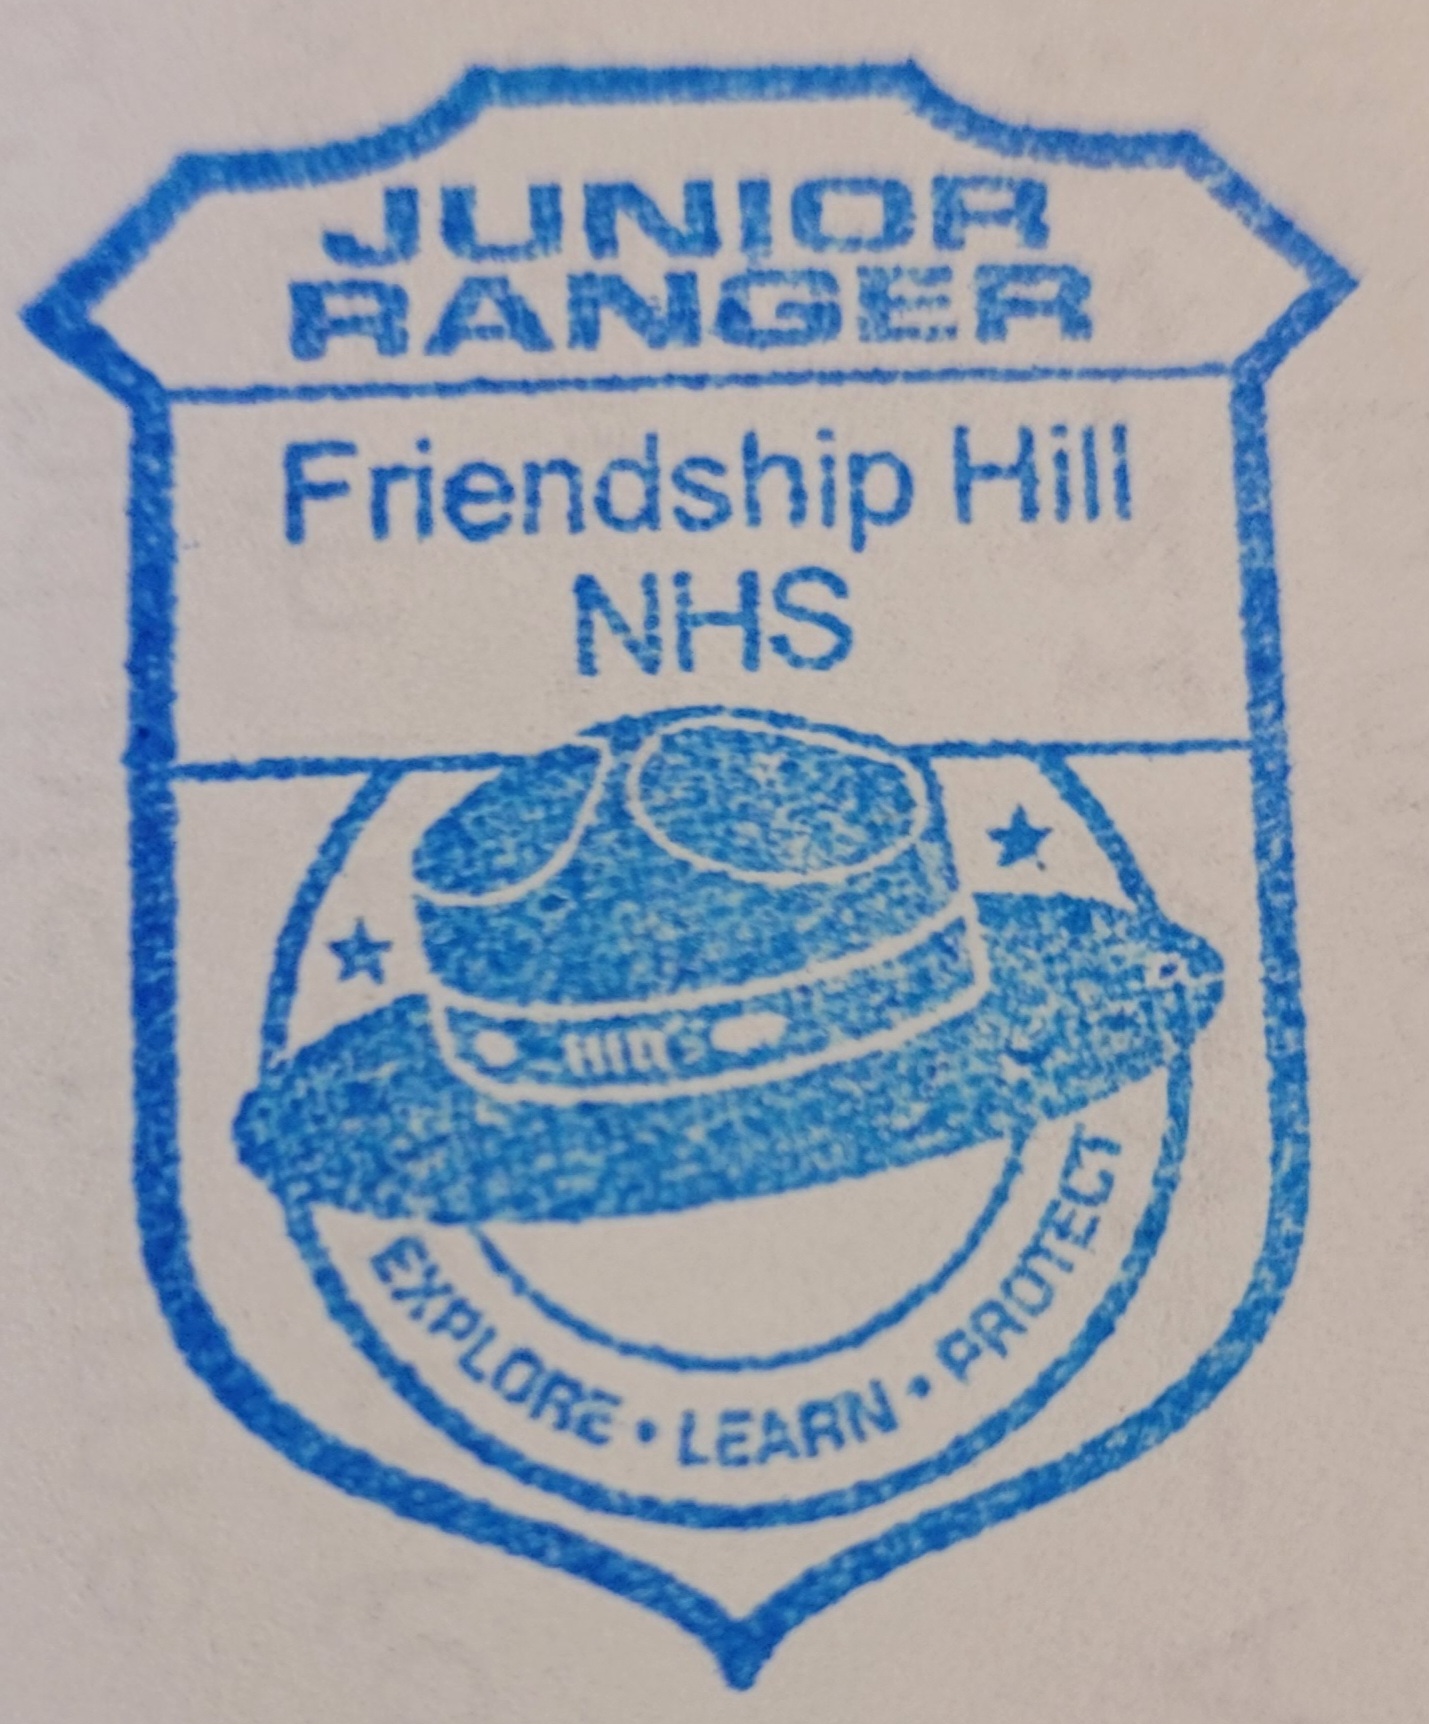 JUNIOR
RANGER
Friendship Hill
NHS
EXPLORE • LEARN • PROTECT